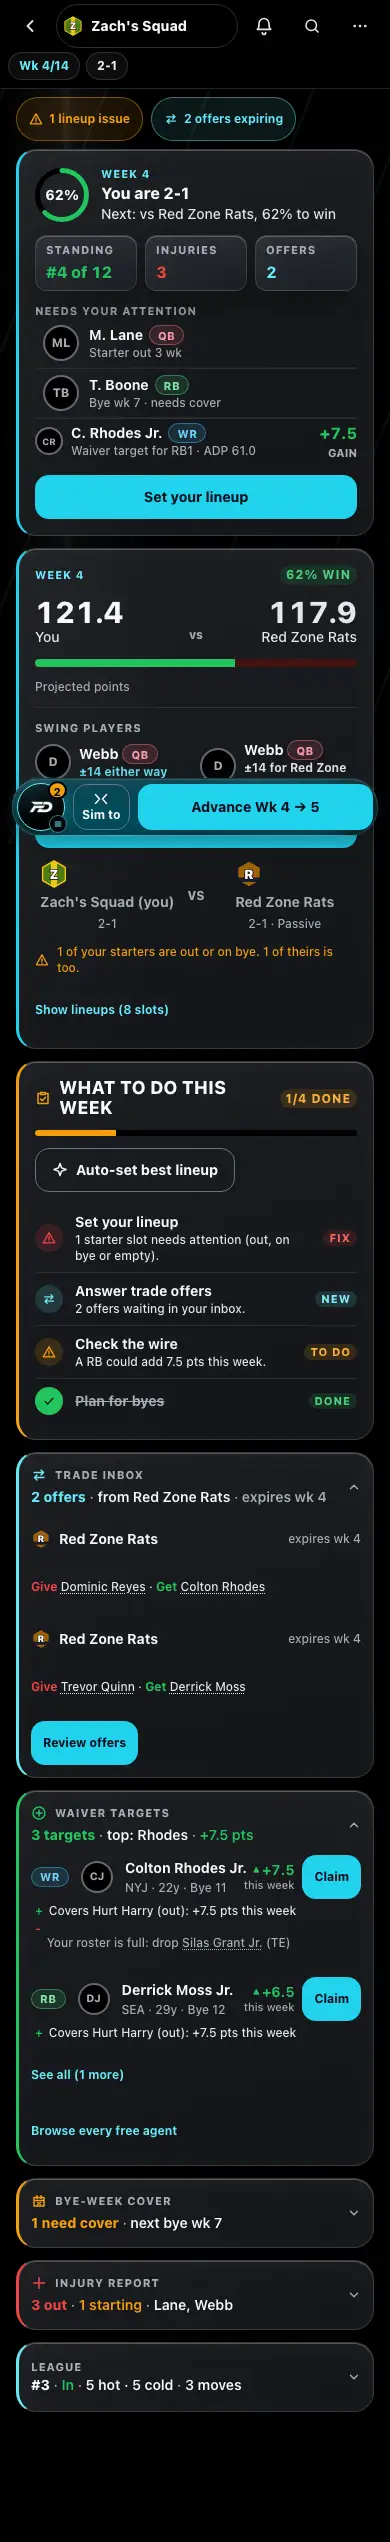 Z Zach's Squad
Wk 4/14 2-1
1 lineup issue 2 offers expiring
62%
WEEK 4
You are 2-1
Next: vs Red Zone Rats, 62% to win
STANDING INJURIES OFFERS
#4 of 12 3 2
NEEDS YOUR ATTENTION
ML M. Lane QB
Starter out 3 wk
TB T. Boone RB
Bye wk 7 · needs cover
CR C. Rhodes Jr. WR +7.5
Waiver target for RB1 · ADP 61.0 GAIN
Set your lineup
WEEK 4 62% WIN
121.4 117.9
You vs Red Zone Rats
Projected points
SWING PLAYERS
D Webb QB D Webb QB
±14 either way ±14 for Red Zone
2
Sim to
Advance Wk 4 → 5
Z R
Zach's Squad (you) VS Red Zone Rats
2-1 2-1 · Passive
1 of your starters are out or on bye. 1 of theirs is
too.
Show lineups (8 slots)
WHAT TO DO THIS
WEEK
1/4 DONE
Auto-set best lineup
Set your lineup
1 starter slot needs attention (out, on
bye or empty).
FIX
Answer trade offers
2 offers waiting in your inbox.
NEW
Check the wire
A RB could add 7.5 pts this week.
TO DO
Plan for byes DONE
TRADE INBOX
2 offers · from Red Zone Rats · expires wk 4
R Red Zone Rats expires wk 4
Give Dominic Reyes · Get Colton Rhodes
R Red Zone Rats expires wk 4
Give Trevor Quinn · Get Derrick Moss
Review offers
WAIVER TARGETS
3 targets · top: Rhodes · +7.5 pts
WR CJ Colton Rhodes Jr. ▲+7.5 Claim
NYJ · 22y · Bye 11 this week
+ Covers Hurt Harry (out): +7.5 pts this week
-
Your roster is full: drop Silas Grant Jr. (TE)
RB DJ Derrick Moss Jr. ▲+6.5 Claim
SEA · 29y · Bye 12 this week
+ Covers Hurt Harry (out): +7.5 pts this week
See all (1 more)
Browse every free agent
BYE-WEEK COVER
1 need cover · next bye wk 7
INJURY REPORT
3 out · 1 starting · Lane, Webb
LEAGUE
#3 · In · 5 hot · 5 cold · 3 moves